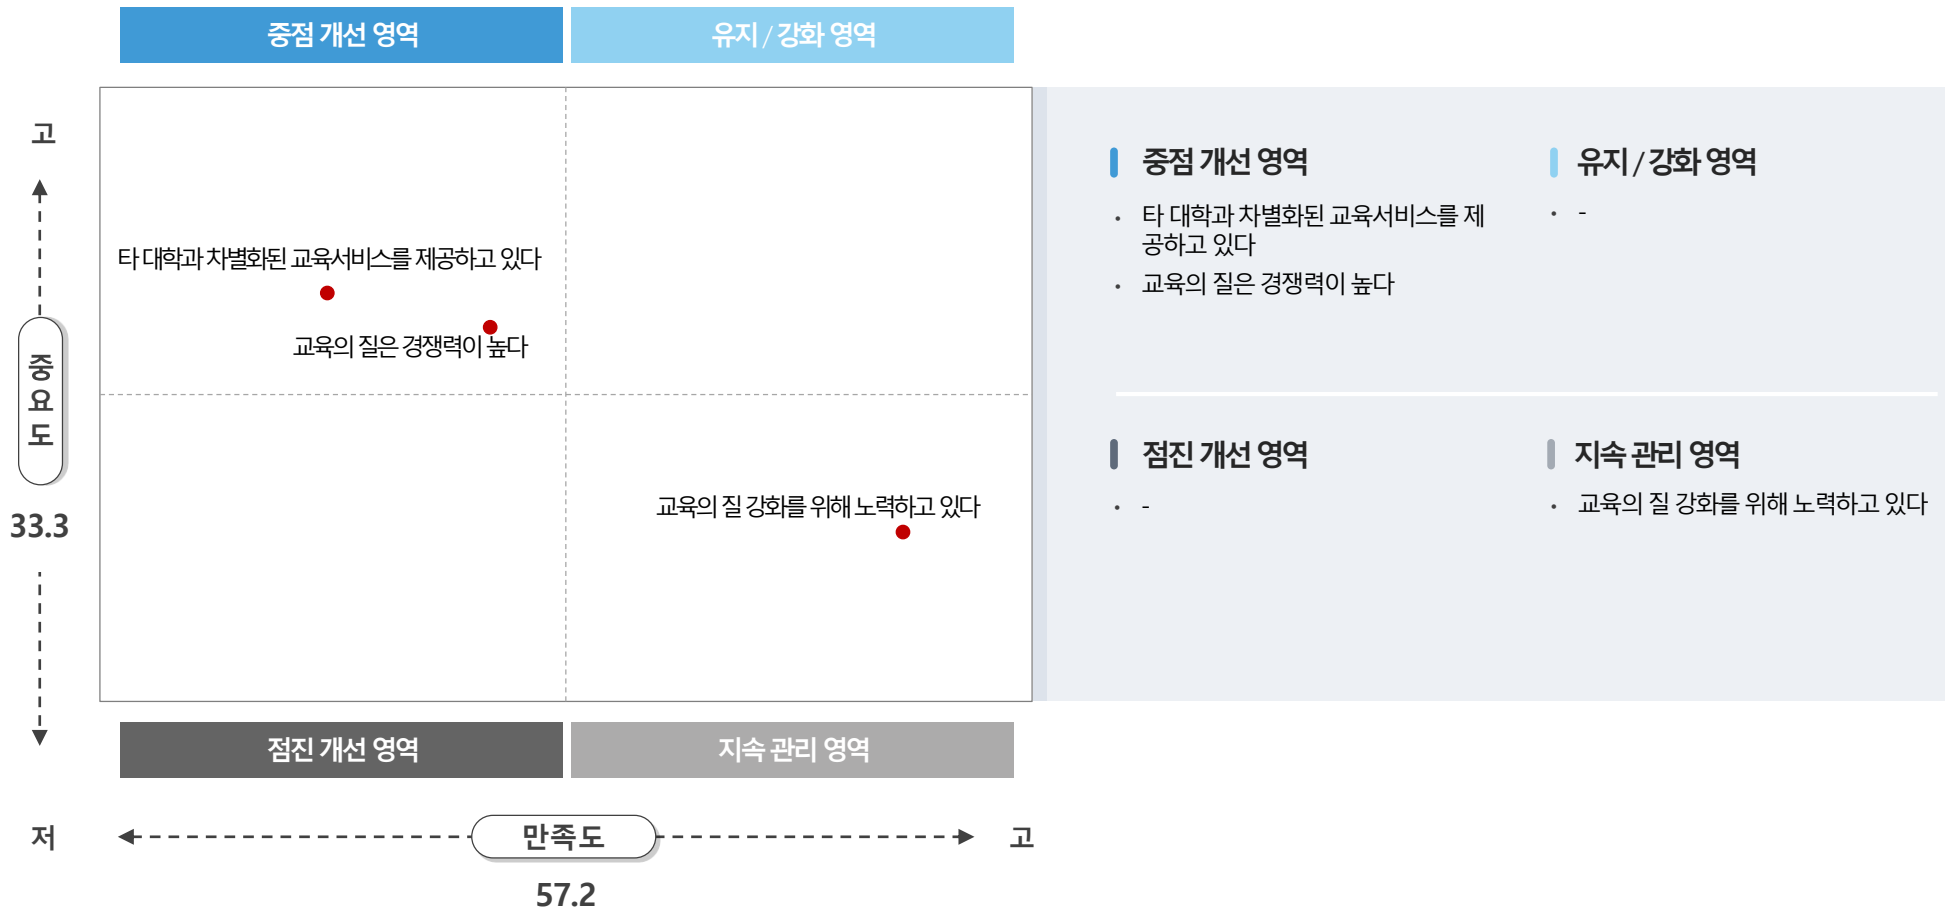 중점 개선 영역
유지 / 강화 영역
고
타 대학과 차별화된 교육서비스를 제공하고 있다
교육의 질은 경쟁력이 높다
중
요
도
33.3
교육의 질 강화를 위해 노력하고 있다
점진 개선 영역
지속 관리 영역
저
만족도
고
57.2
중점 개선 영역
• 타 대학과 차별화된 교육서비스를 제
공하고 있다
• 교육의 질은 경쟁력이 높다
유지 / 강화 영역
• -
점진 개선 영역
• -
지속 관리 영역
• 교육의 질 강화를 위해 노력하고 있다